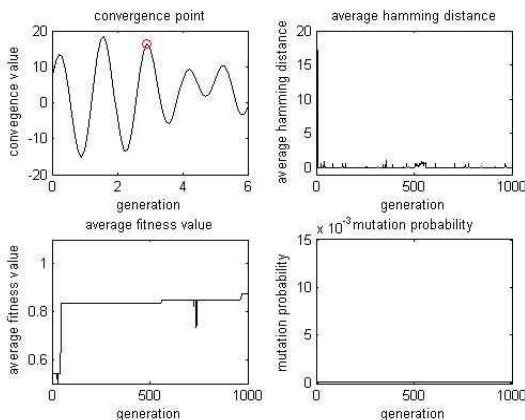 convergence point
20
10
0
-10
-20
convegence value
0
2
4
6
generation
average hamming distance
20
15
10
5
0
average hamming distance
0
500
1000
generation
average fitness value
1
0.8
0.6
average fitness value
0
500
1000
generation
x 10-3 mutation probability
15
10
5
0
mutation probability
0
500
1000
generation